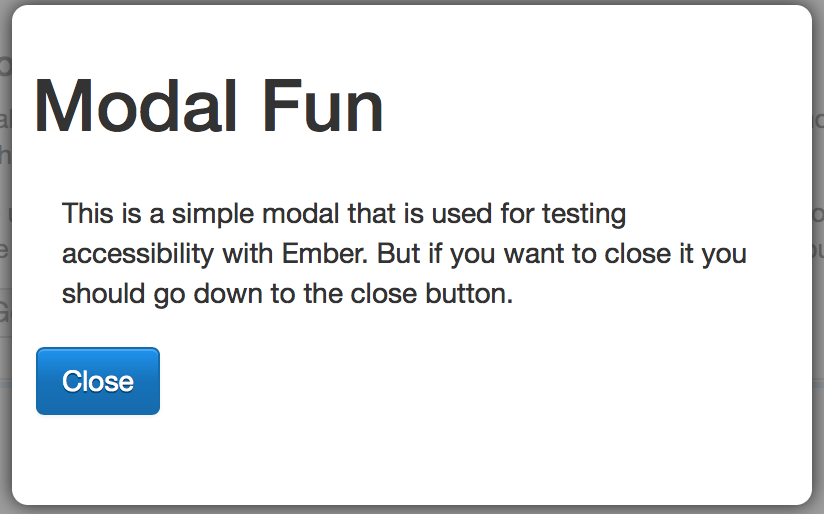 Modal Fun
This is a simple modal that is used for testing
accessibility with Ember. But if you want to close it you
should go down to the close button.
Close